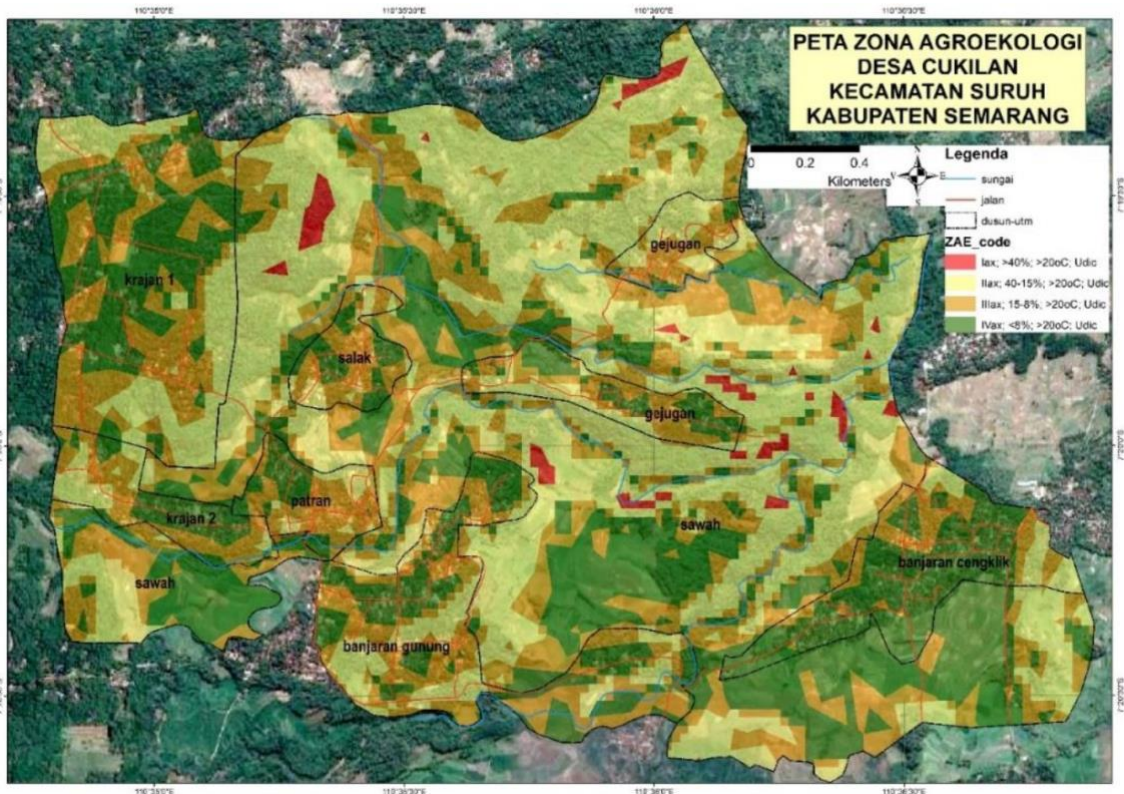 PETA ZONA AGROEKOLOGI
DESA CUKILAN
KECAMATAN SURUH
KABUPATEN SEMARANG
0 0.2 0.4
Kilometers
Legenda
sungai
jalan
dusun-utm
ZAE_code
Iax; >40%; >20oC; Udic
IIax; 40-15%; >20oC; Udic
IIIax; 15-8%; >20oC; Udic
IVax; <8%; >20oC; Udic
gejugan
krajan 1
salak
gejugan
patran
krajan 2
sawah
sawah
banjaran cengklik
banjaran gunung